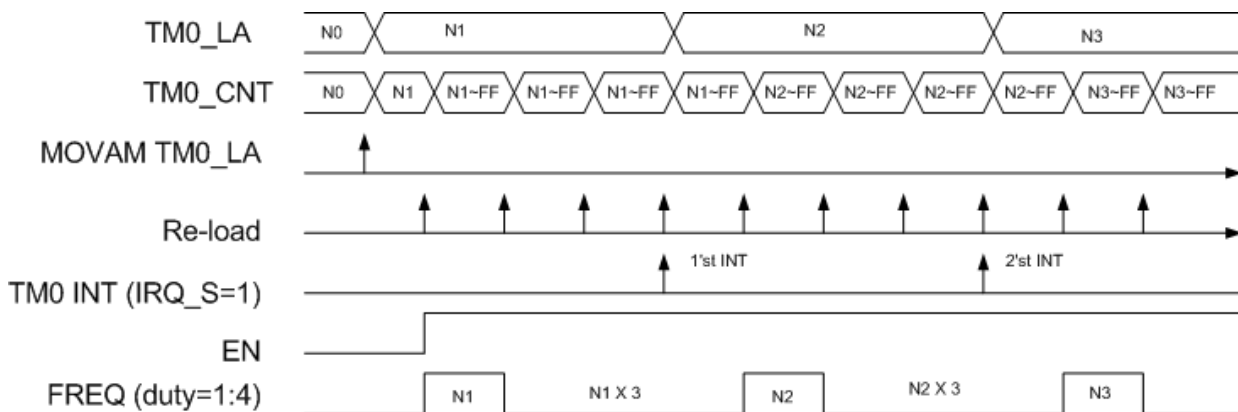 TM0_LA N0 N1 N2 N3
TM0_CNT N0 N1 N1~FF N1~FF N1~FF N1~FF N2~FF N2~FF N2~FF N2~FF N3~FF N3~FF
MOVAM TM0_LA
Re-load
TM0 INT (IRQ_S=1) 1'st INT 2'st INT
EN
FREQ (duty=1:4) N1 N1 X 3 N2 N2 X 3 N3